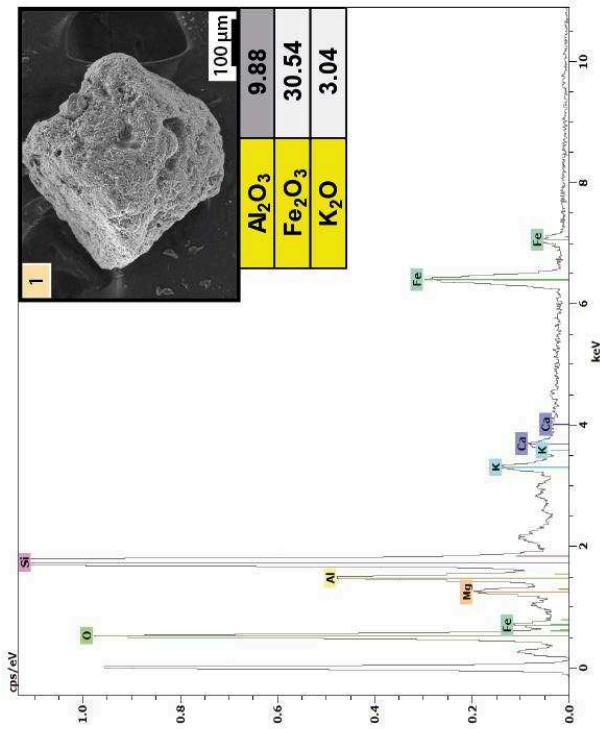 cps/eV
1.0
0.8
0.6
0.4
0.2
0.0
0
2
4
6
8
10
keV
O
Fe
Mg
Al
Si
K
Ca
K
Ca
Fe
Fe
1
100 µm
Al₂O₃ 9.88
Fe₂O₃ 30.54
K₂O 3.04